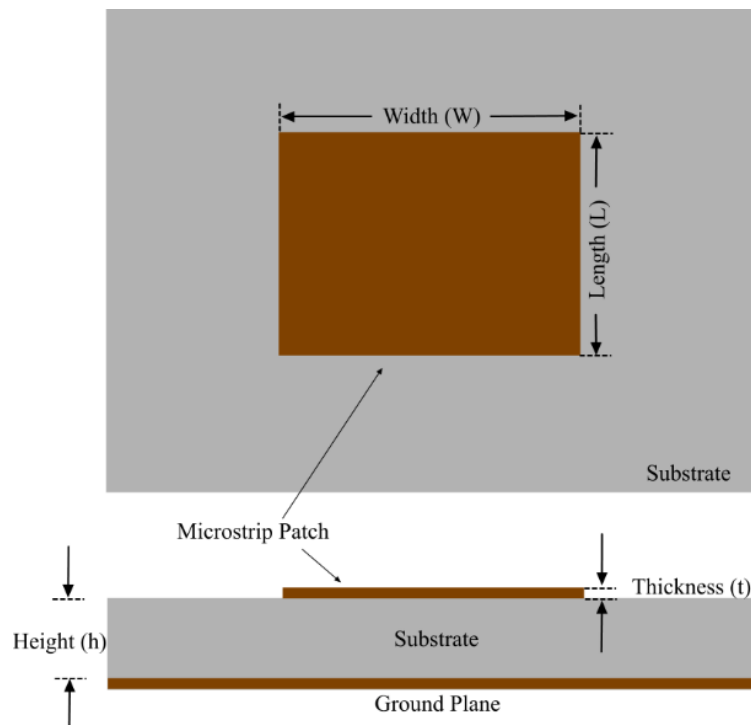 Width (W)
Length (L)
Substrate
Microstrip Patch
Thickness (t)
Height (h)
Substrate
Ground Plane